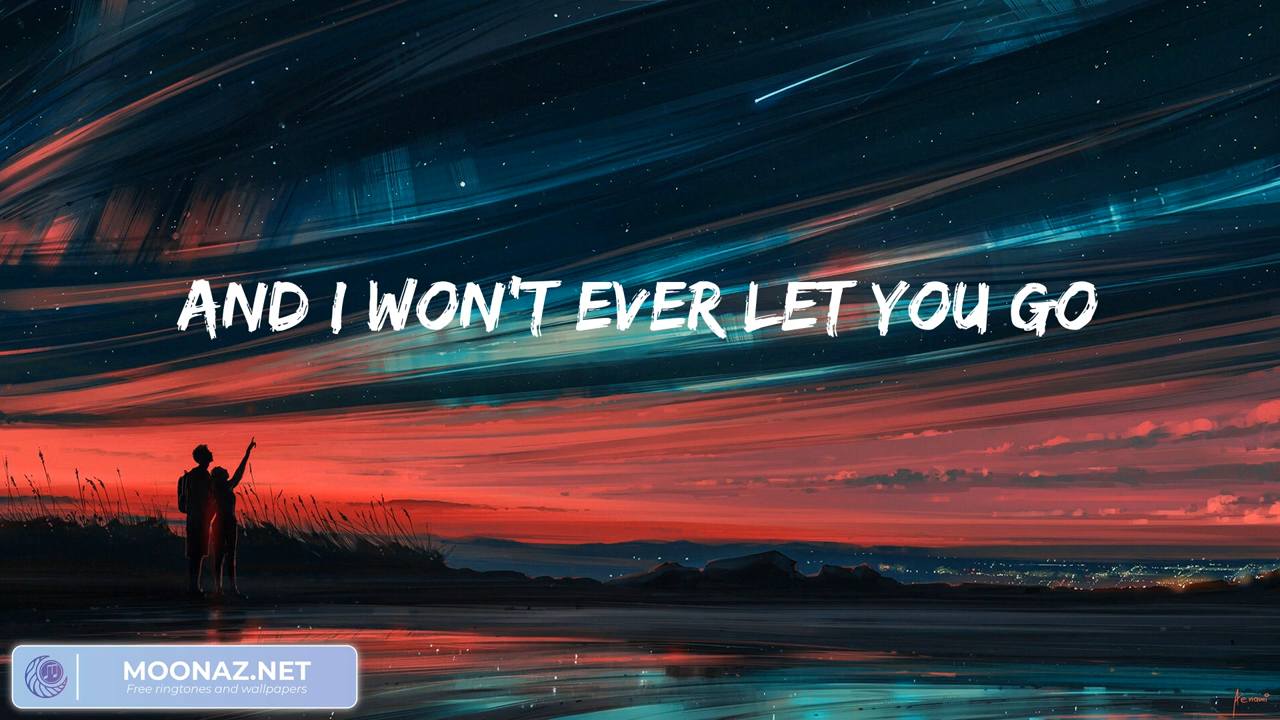 AND I WON'T EVER LET YOU GO
MOONAZ.NET
Free ringtones and wallpapers